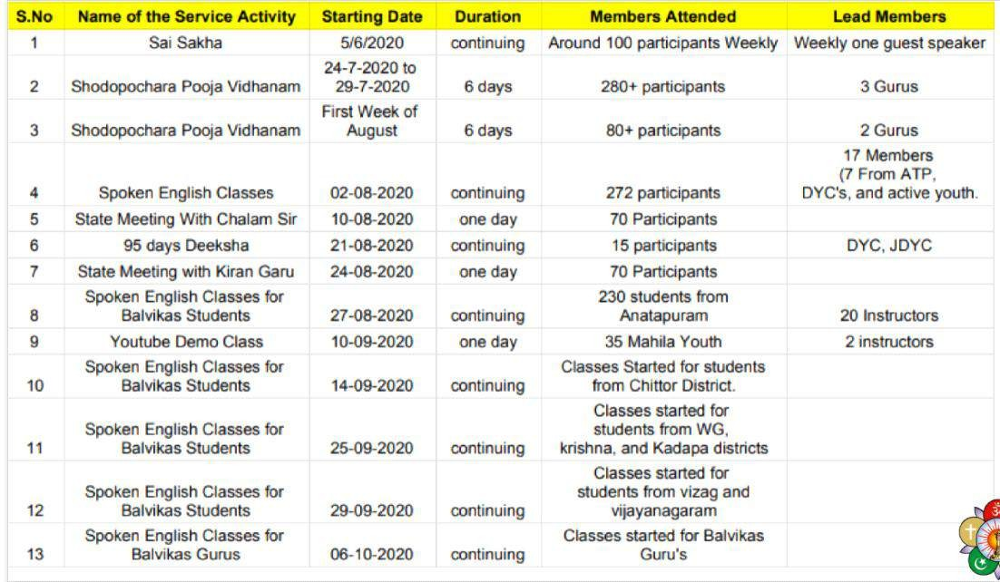 S.No Name of the Service Activity Starting Date Duration Members Attended Lead Members
1 Sai Sakha 5/6/2020 continuing Around 100 participants Weekly Weekly one guest speaker
24-7-2020 to
2 Shodopochara Pooja Vidhanam 29-7-2020 6 days 280+ participants 3 Gurus
First Week of
3 Shodopochara Pooja Vidhanam August 6 days 80+ participants 2 Gurus
17 Members
(7 From ATP,
4 Spoken English Classes 02-08-2020 continuing 272 participants DYC's, and active youth.
5 State Meeting With Chalam Sir 10-08-2020 one day 70 Participants
6 95 days Deeksha 21-08-2020 continuing 15 participants DYC, JDYC
7 State Meeting with Kiran Garu 24-08-2020 one day 70 Participants
Spoken English Classes for 230 students from
8 Balvikas Students 27-08-2020 continuing Anatapuram 20 Instructors
9 Youtube Demo Class 10-09-2020 one day 35 Mahila Youth 2 instructors
Spoken English Classes for Classes Started for students
10 Balvikas Students 14-09-2020 continuing from Chittor District.
Classes started for
Spoken English Classes for students from WG,
11 Balvikas Students 25-09-2020 continuing krishna, and Kadapa districts
Classes started for
Spoken English Classes for students from vizag and
12 Balvikas Students 29-09-2020 continuing vijayanagaram
Spoken English Classes for Classes started for Balvikas
13 Balvikas Gurus 06-10-2020 continuing Guru's